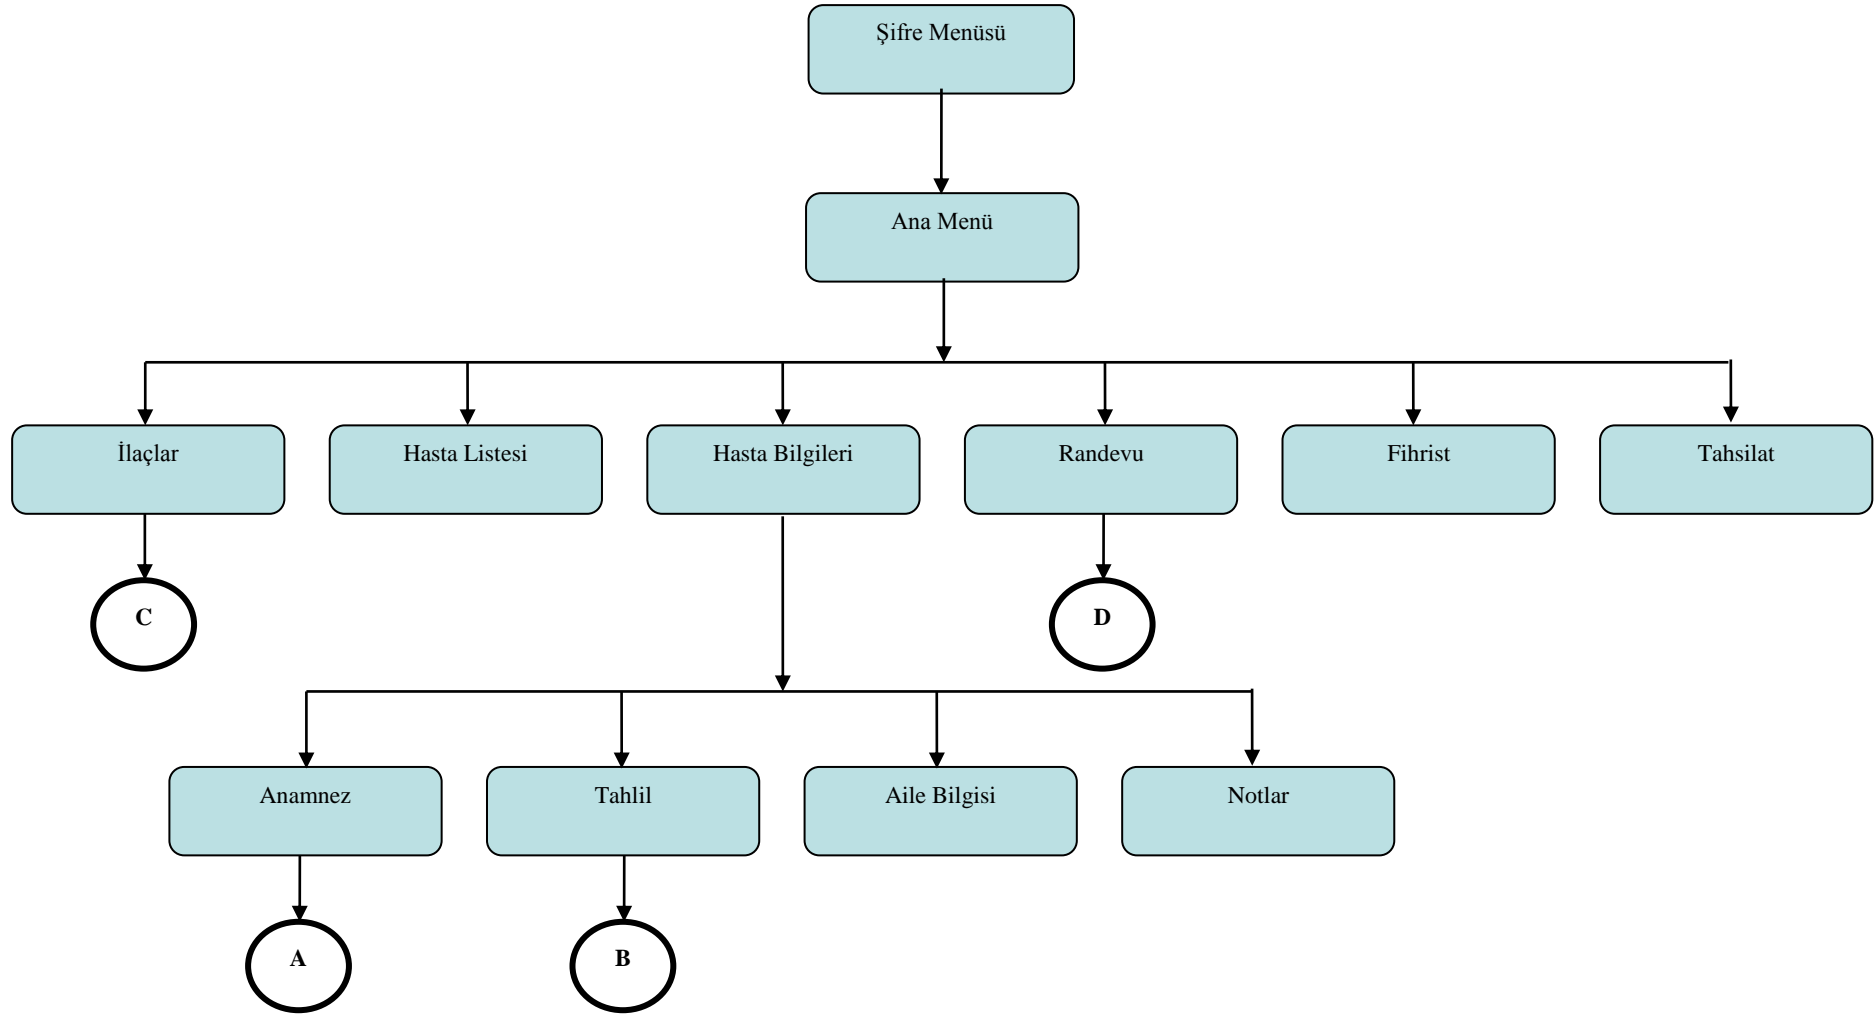 Şifre Menüsü
Ana Menü
İlaçlar
Hasta Listesi
Hasta Bilgileri
Randevu
Fihrist
Tahsilat
C
D
Anamnez
Tahlil
Aile Bilgisi
Notlar
A
B